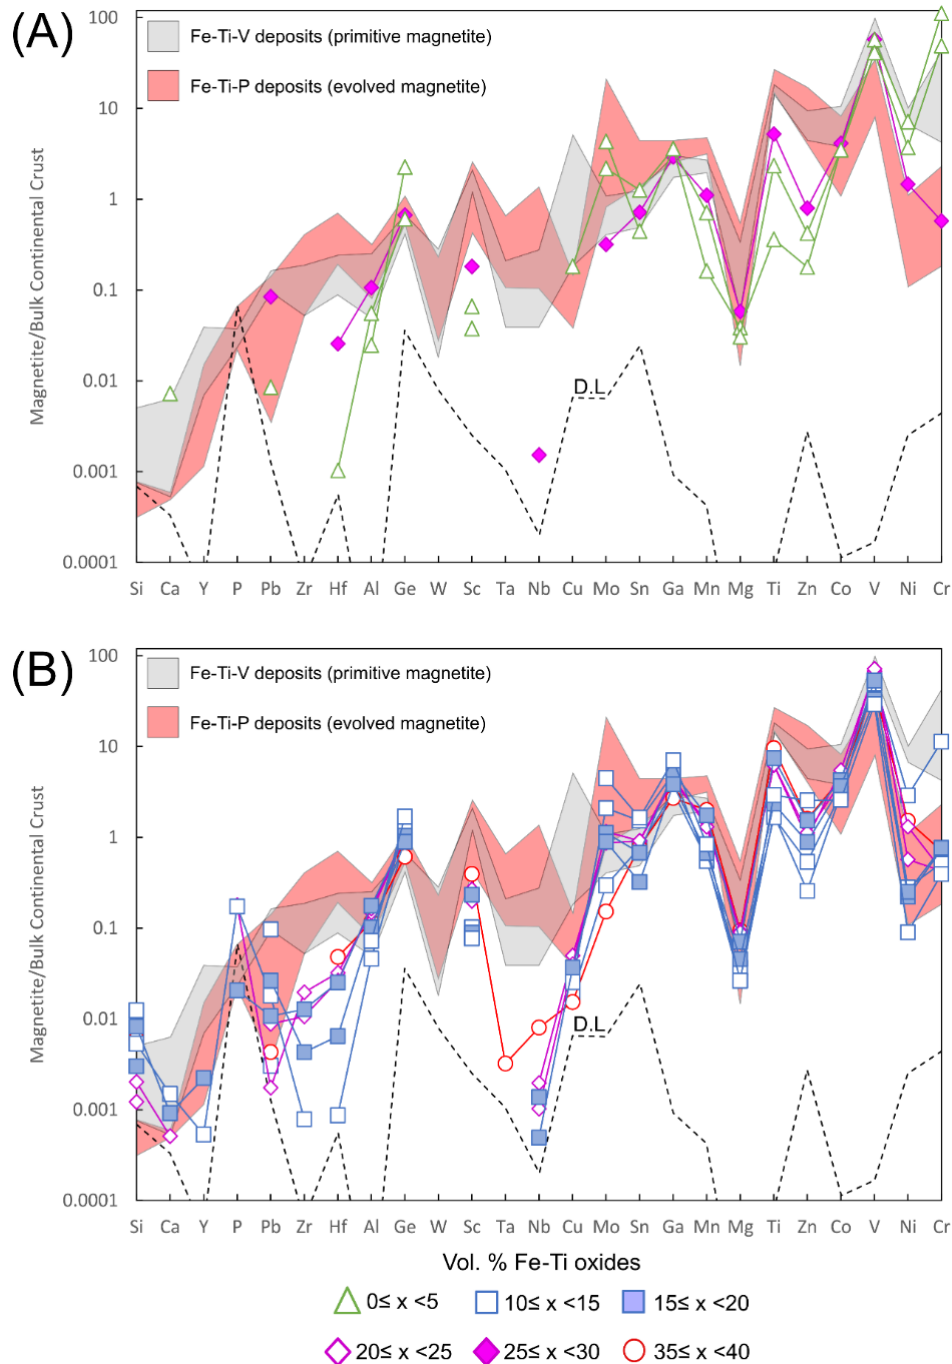 (A)
Fe-Ti-V deposits (primitive magnetite)
Fe-Ti-P deposits (evolved magnetite)
Magnetite/Bulk Continental Crust
100
10
1
0.1
0.01
0.001
0.0001
D.L
Si Ca Y P Pb Zr Hf Al Ge W Sc Ta Nb Cu Mo Sn Ga Mn Mg Ti Zn Co V Ni Cr
(B)
Fe-Ti-V deposits (primitive magnetite)
Fe-Ti-P deposits (evolved magnetite)
Magnetite/Bulk Continental Crust
100
10
1
0.1
0.01
0.001
0.0001
D.L
Si Ca Y P Pb Zr Hf Al Ge W Sc Ta Nb Cu Mo Sn Ga Mn Mg Ti Zn Co V Ni Cr
Vol. % Fe-Ti oxides
0≤ x <5 10≤ x <15 15≤ x <20
20≤ x <25 25≤ x <30 35≤ x <40